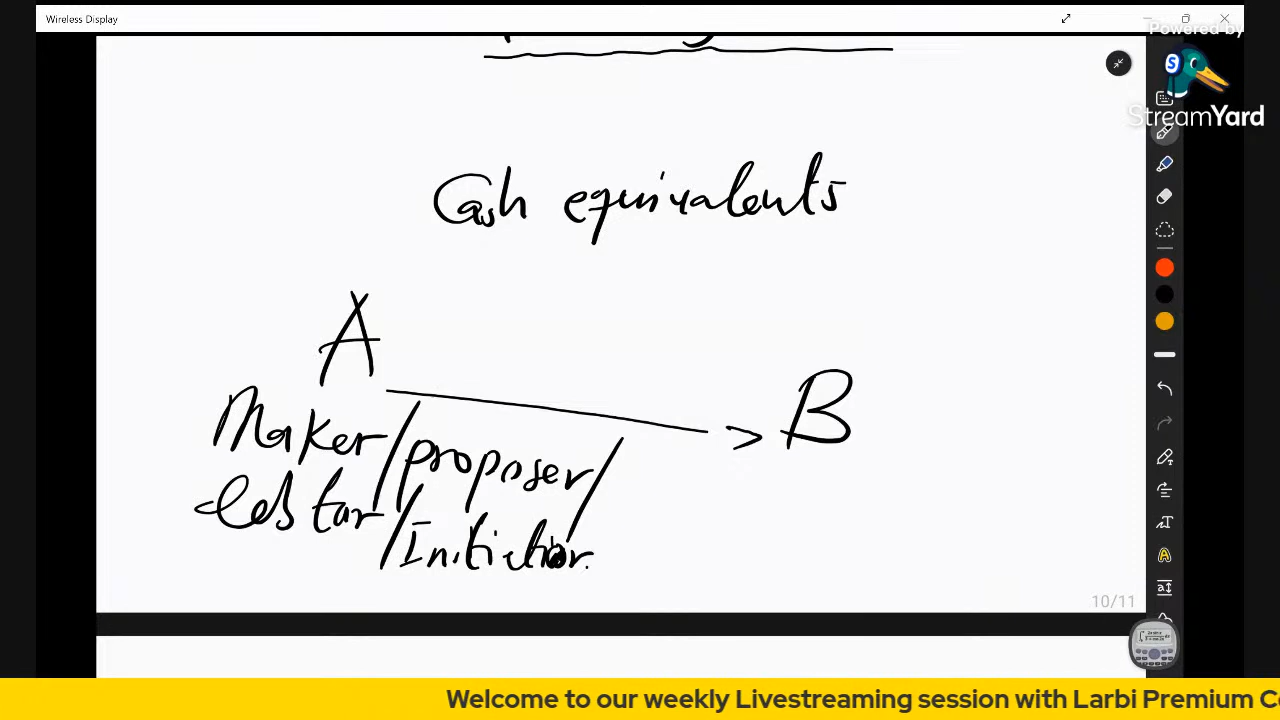 Wireless Display
Powered by
StreamYard
Cash equivalents
A
B
Maker/proposer/
/Initiator.
10/11
Welcome to our weekly Livestreaming session with Larbi Premium Co